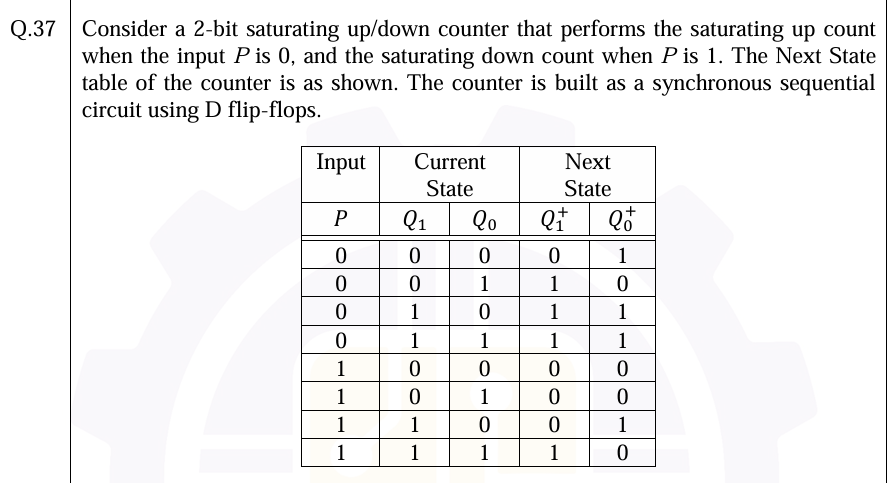 Q.37 Consider a 2-bit saturating up/down counter that performs the saturating up count
when the input P is 0, and the saturating down count when P is 1. The Next State
table of the counter is as shown. The counter is built as a synchronous sequential
circuit using D flip-flops.
Input Current State Next State
P Q₁ Q₀ Q₁⁺ Q₀⁺
0 0 0 0 1
0 0 1 1 0
0 1 0 1 1
0 1 1 1 1
1 0 0 0 0
1 0 1 0 0
1 1 0 0 1
1 1 1 1 0